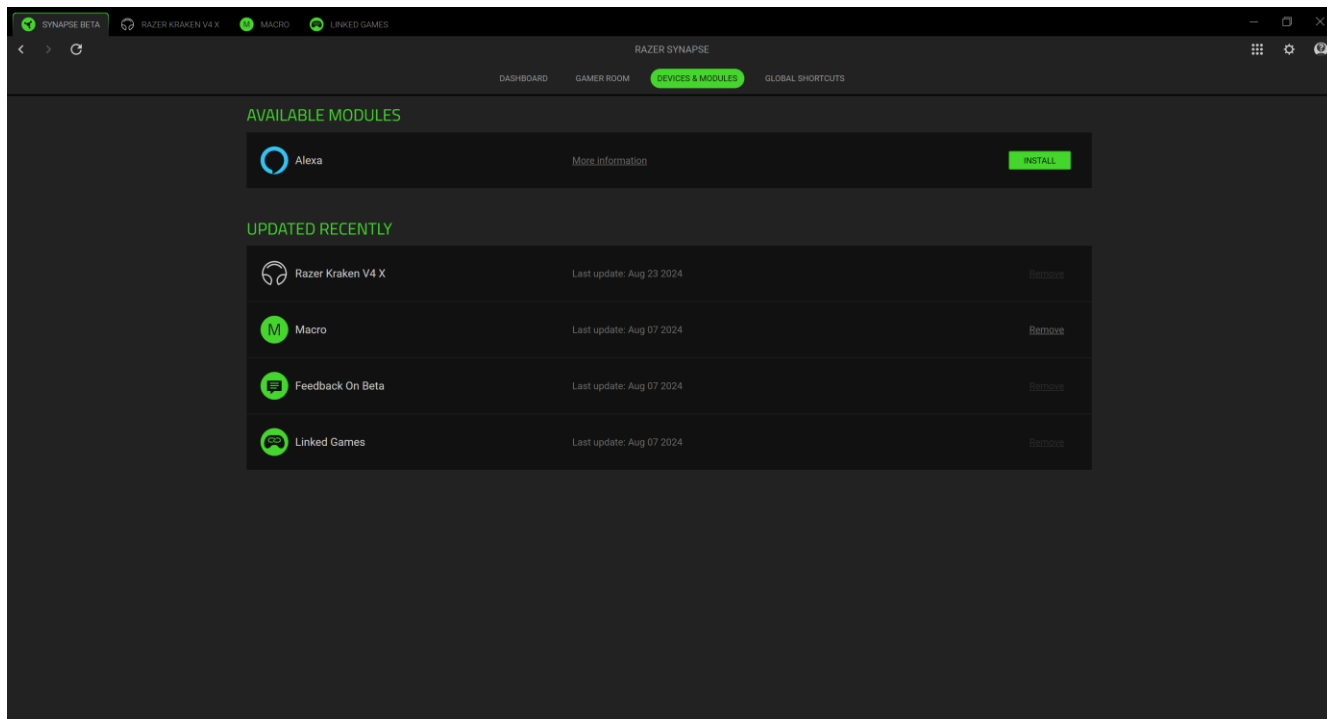 SYNAPSE BETA RAZER KRAKEN V4 X M MACRO LINKED GAMES
RAZER SYNAPSE
DASHBOARD GAMER ROOM DEVICES & MODULES GLOBAL SHORTCUTS
AVAILABLE MODULES
Alexa More information INSTALL
UPDATED RECENTLY
Razer Kraken V4 X Last update: Aug 23 2024 Remove
M Macro Last update: Aug 07 2024 Remove
Feedback On Beta Last update: Aug 07 2024 Remove
Linked Games Last update: Aug 07 2024 Remove